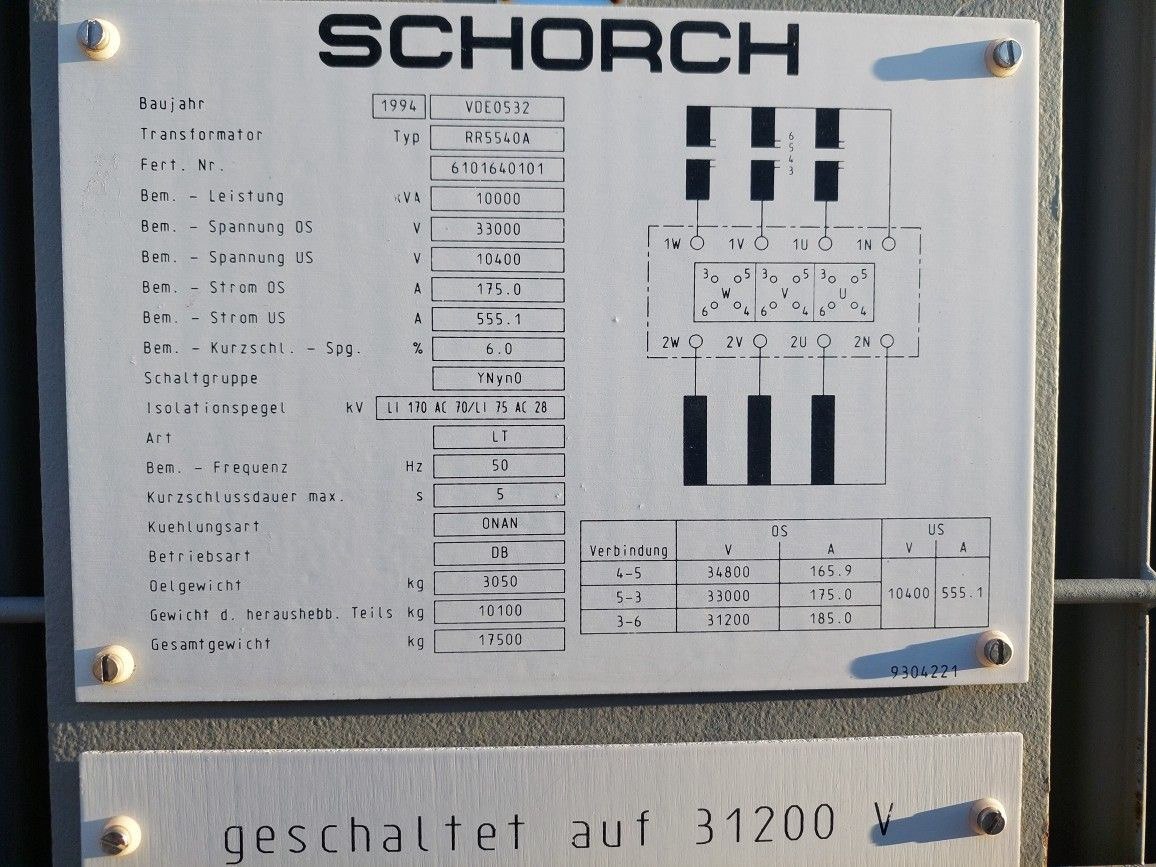 SCHORCH
Baujahr 1994 VDE0532
Transformator Typ RR5540A
Fert. Nr. 6101640101
Bem. - Leistung kVA 10000
Bem. - Spannung OS V 33000
Bem. - Spannung US V 10400
Bem. - Strom OS A 175.0
Bem. - Strom US A 555.1
Bem. - Kurzschl. - Spg. % 6.0
Schaltgruppe YNyn0
Isolationspegel kV LI 170 AC 70/LI 75 AC 28
Art LT
Bem. - Frequenz Hz 50
Kurzschlussdauer max. s 5
Kuehlungsart ONAN
Betriebsart DB
Oelgewicht kg 3050
Gewicht d. heraushebb. Teils kg 10100
Gesamtgewicht kg 17500
6
5
4
3
1W 1V 1U 1N
3 5 3 5 3 5
W V U
6 4 6 4 6 4
2W 2V 2U 2N
OS US
Verbindung V A V A
4-5 34800 165.9
5-3 33000 175.0 10400 555.1
3-6 31200 185.0
9304221
geschaltet auf 31200 V